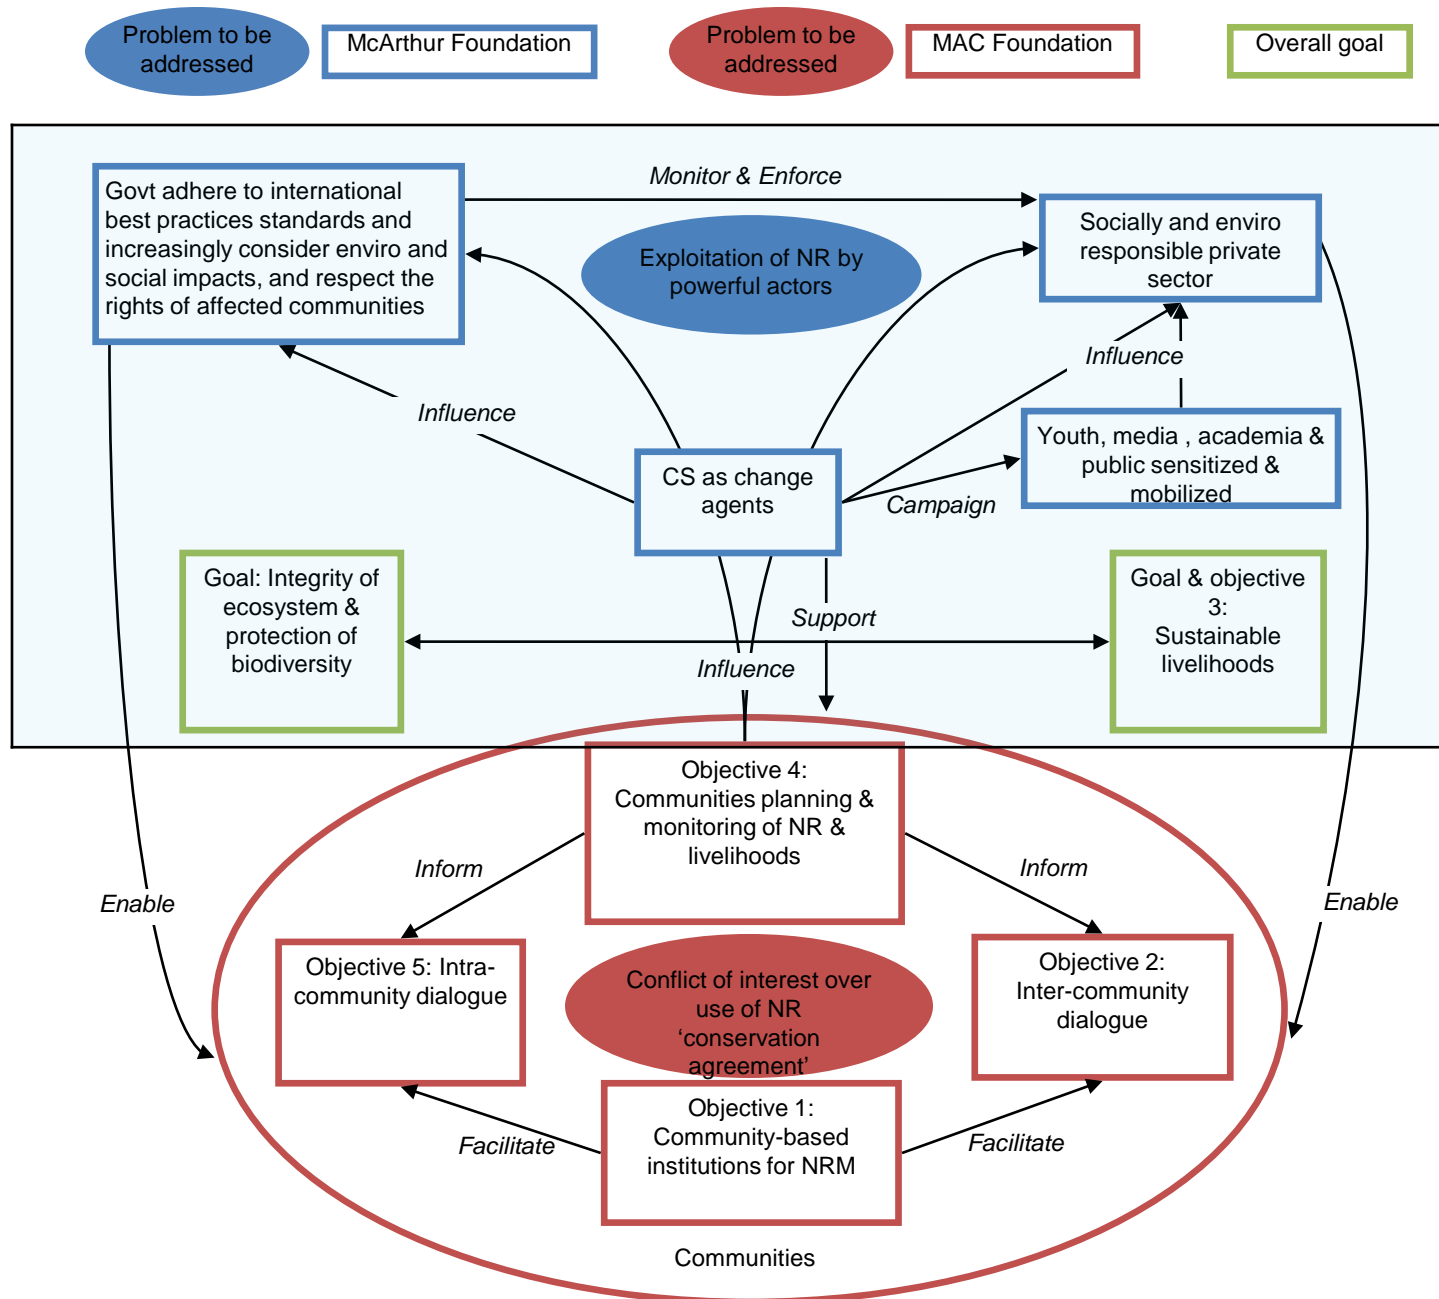 Problem to be
addressed
McArthur Foundation
Problem to be
addressed
MAC Foundation
Overall goal
Govt adhere to international
best practices standards and
increasingly consider enviro and
social impacts, and respect the
rights of affected communities
Monitor & Enforce
Exploitation of NR by
powerful actors
Socially and enviro
responsible private
sector
Influence
Influence
Youth, media , academia &
public sensitized &
mobilized
CS as change
agents
Campaign
Goal: Integrity of
ecosystem &
protection of
biodiversity
Support
Influence
Goal & objective
3:
Sustainable
livelihoods
Objective 4:
Communities planning &
monitoring of NR &
livelihoods
Inform
Inform
Enable
Enable
Objective 5: Intra-
community dialogue
Conflict of interest over
use of NR
‘conservation
agreement’
Objective 2:
Inter-community
dialogue
Objective 1:
Community-based
institutions for NRM
Facilitate
Facilitate
Communities